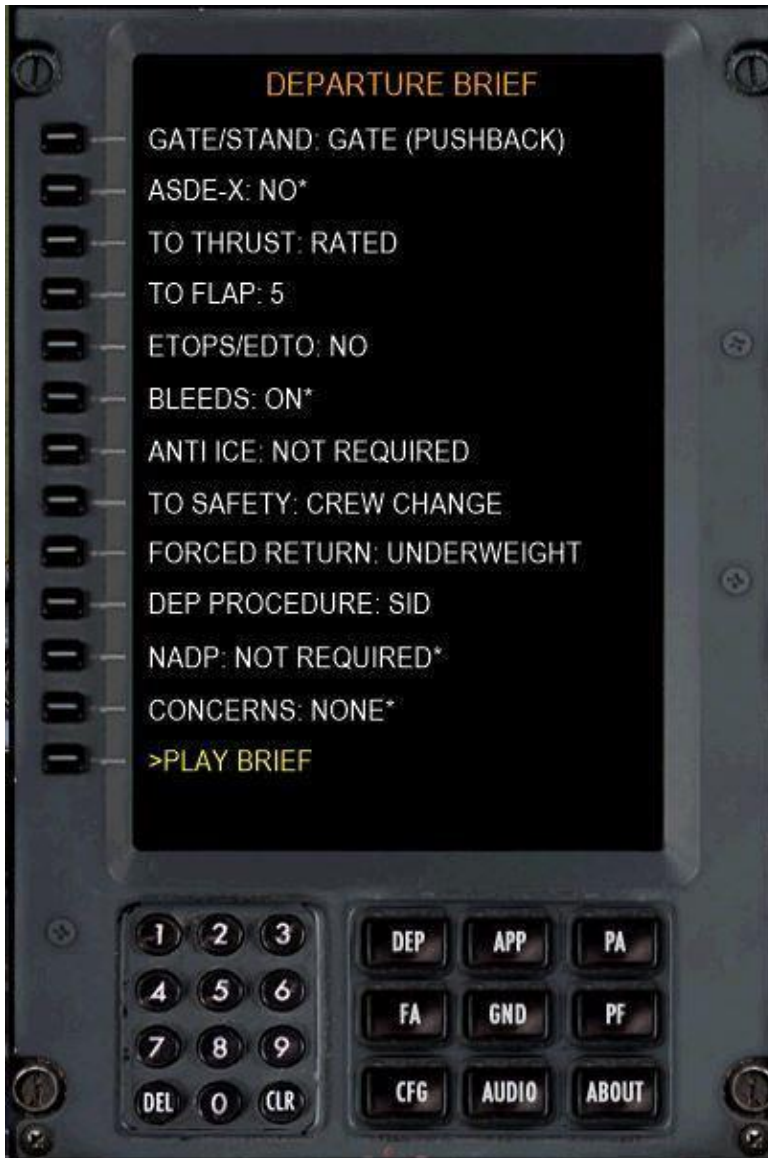 DEPARTURE BRIEF
GATE/STAND: GATE (PUSHBACK)
ASDE-X: NO*
TO THRUST: RATED
TO FLAP: 5
ETOPS/EDTO: NO
BLEEDS: ON*
ANTI ICE: NOT REQUIRED
TO SAFETY: CREW CHANGE
FORCED RETURN: UNDERWEIGHT
DEP PROCEDURE: SID
NADP: NOT REQUIRED*
CONCERNS: NONE*
>PLAY BRIEF
1 2 3
4 5 6
7 8 9
DEL 0 CLR
DEP APP PA
FA GND PF
CFG AUDIO ABOUT